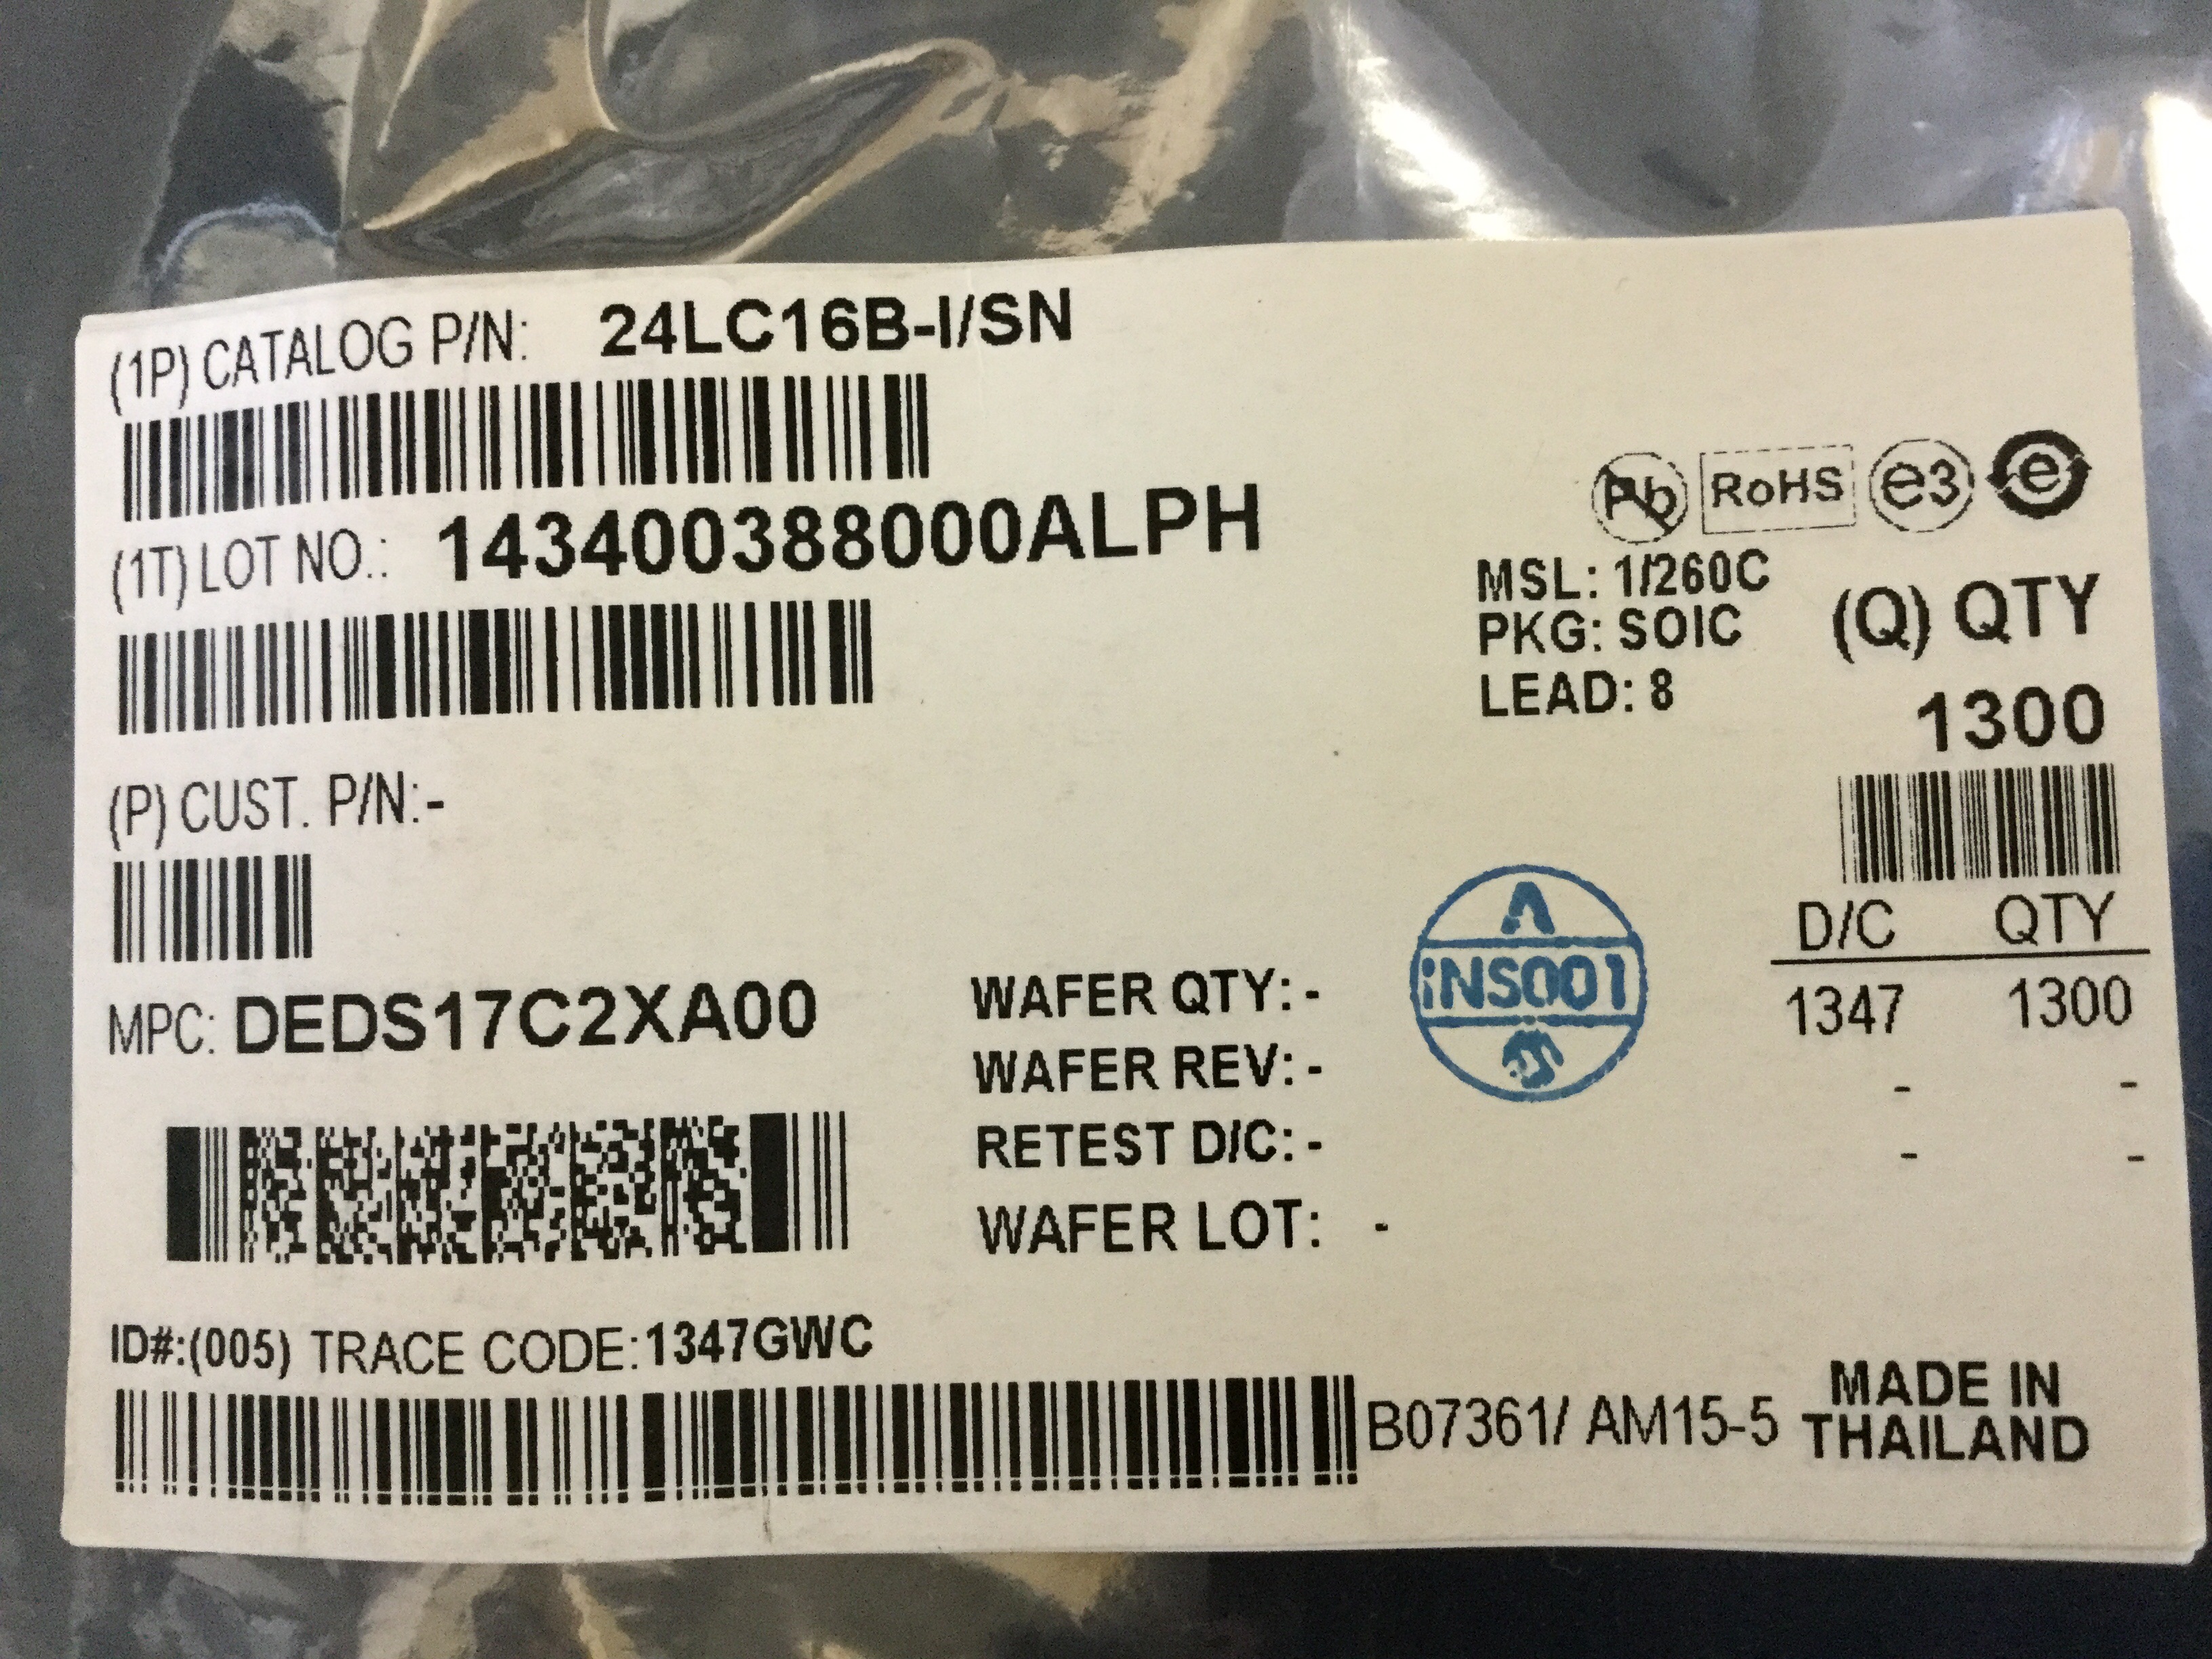 (1P) CATALOG P/N: 24LC16B-I/SN
(1T) LOT NO.: 143400388000ALPH
Pb RoHS e3 e
MSL: 1/260C
PKG: SOIC
LEAD: 8
(Q) QTY
1300
(P) CUST. P/N:-
D/C QTY
1347 1300
- -
- -
MPC: DEDS17C2XA00
WAFER QTY: -
WAFER REV: -
RETEST D/C: -
WAFER LOT: -
A
iNS001
ID#:(005) TRACE CODE:1347GWC
B07361/ AM15-5
MADE IN
THAILAND